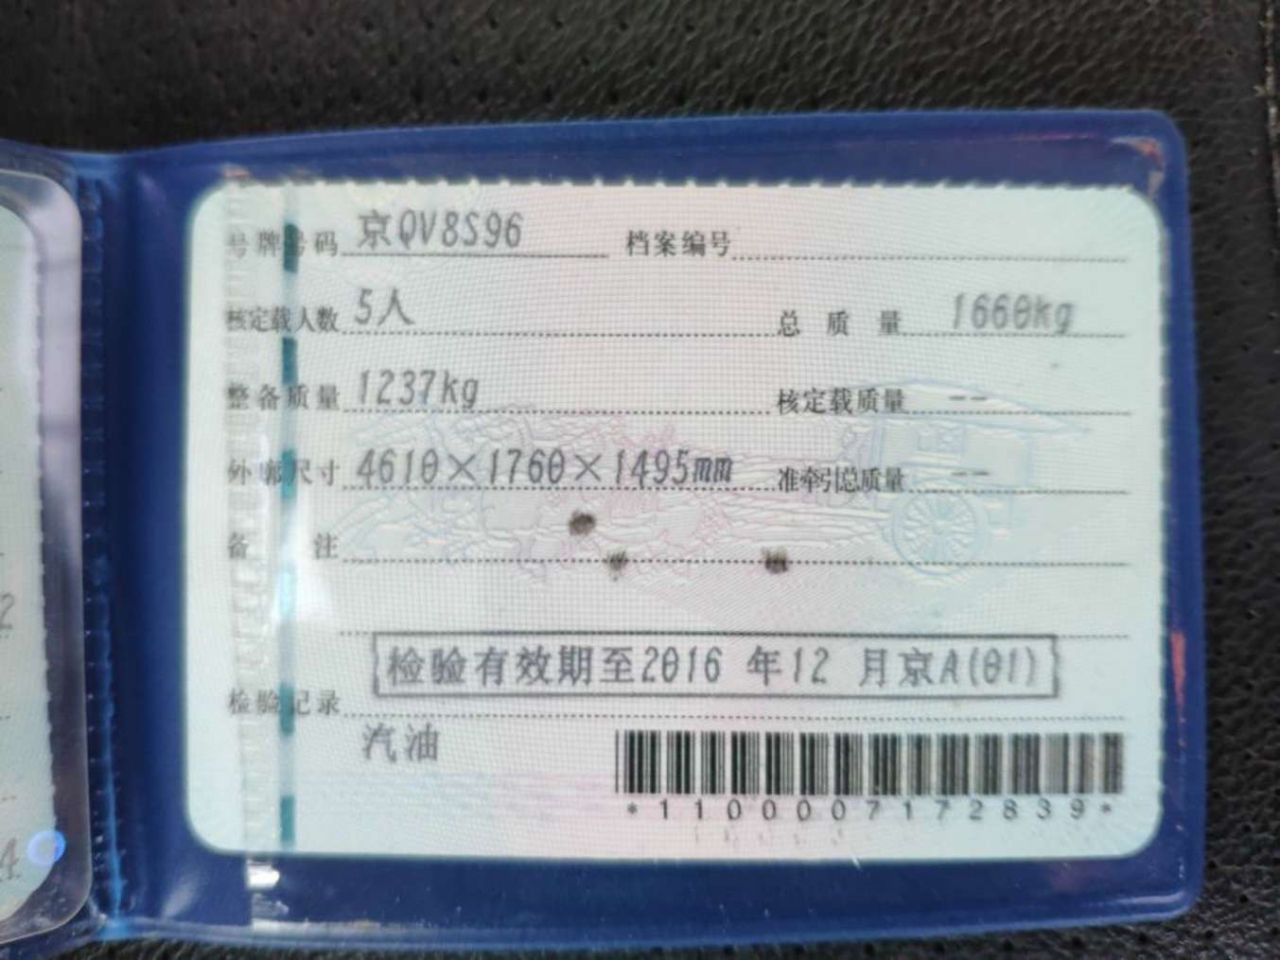 号牌号码 京QV8S96 档案编号
核定载人数 5人 总质量 1660kg
整备质量 1237kg 核定载质量 --
外廓尺寸 4610×1760×1495mm 准牵引总质量 --
备注
检验有效期至2016 年12 月京A(01)
检验记录
汽油
*1100007172839*
2
4